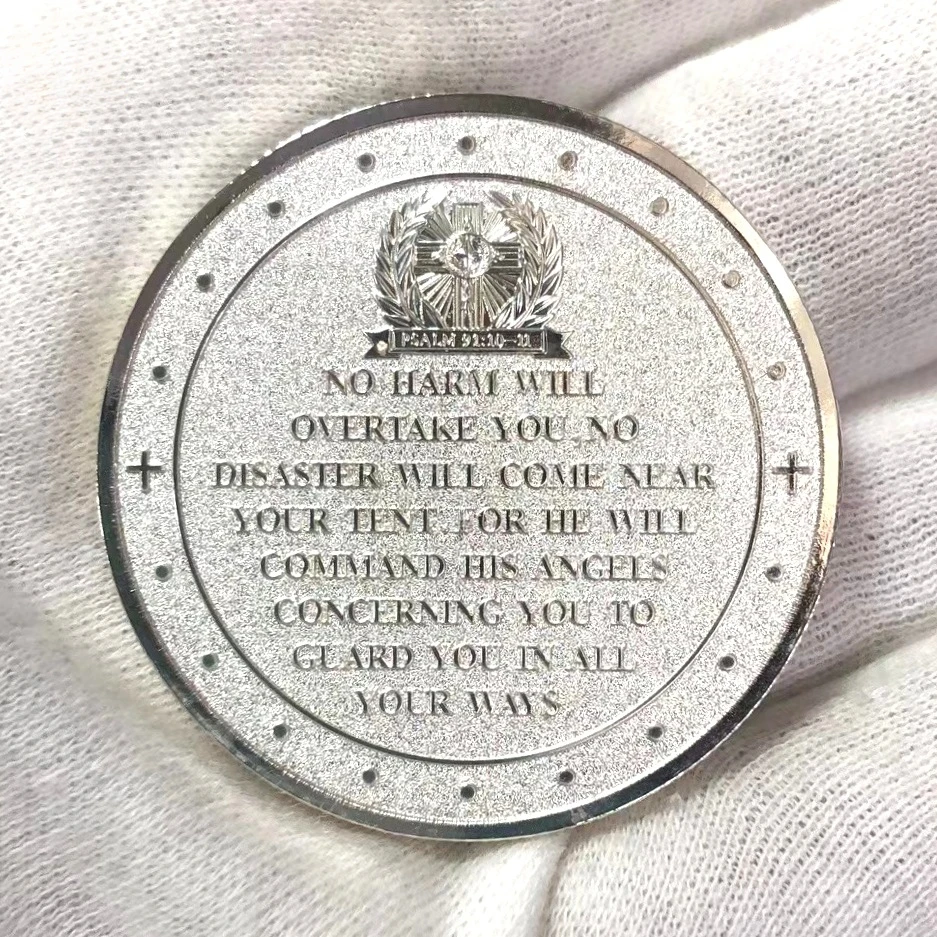 PSALM 91:10-11
NO HARM WILL
OVERTAKE YOU, NO
DISASTER WILL COME NEAR
YOUR TENT. FOR HE WILL
COMMAND HIS ANGELS
CONCERNING YOU TO
GUARD YOU IN ALL
YOUR WAYS